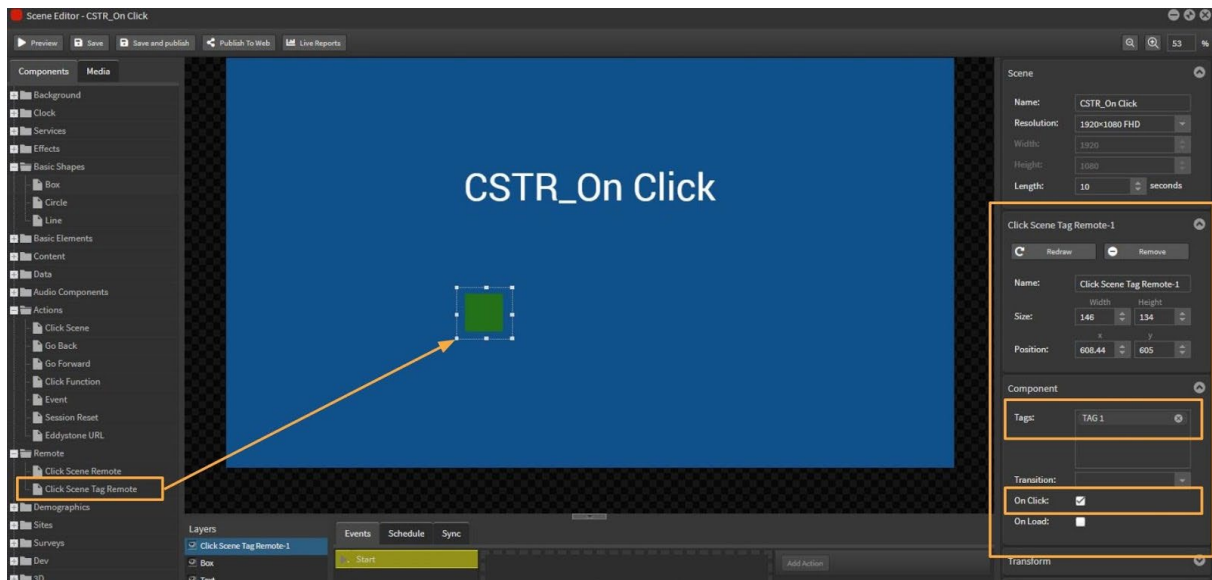 Scene Editor - CSTR_On Click
Preview Save Save and publish Publish To Web Live Reports 53 %
Components Media
Background
Clock
Services
Effects
Basic Shapes
Box
Circle
Line
Basic Elements
Content
Data
Audio Components
Actions
Click Scene
Go Back
Go Forward
Click Function
Event
Session Reset
Eddystone URL
Remote
Click Scene Remote
Click Scene Tag Remote
Demographics
Sites
Surveys
Dev
3D
CSTR_On Click
Layers
Click Scene Tag Remote-1
Box
Text
Events Schedule Sync
Start
Add Action
Scene
Name: CSTR_On Click
Resolution: 1920×1080 FHD
Width: 1920
Height: 1080
Length: 10 seconds
Click Scene Tag Remote-1
Redraw Remove
Name: Click Scene Tag Remote-1
Width Height
Size: 146 134
x y
Position: 608.44 605
Component
Tags: TAG 1
Transition:
On Click:
On Load:
Transform